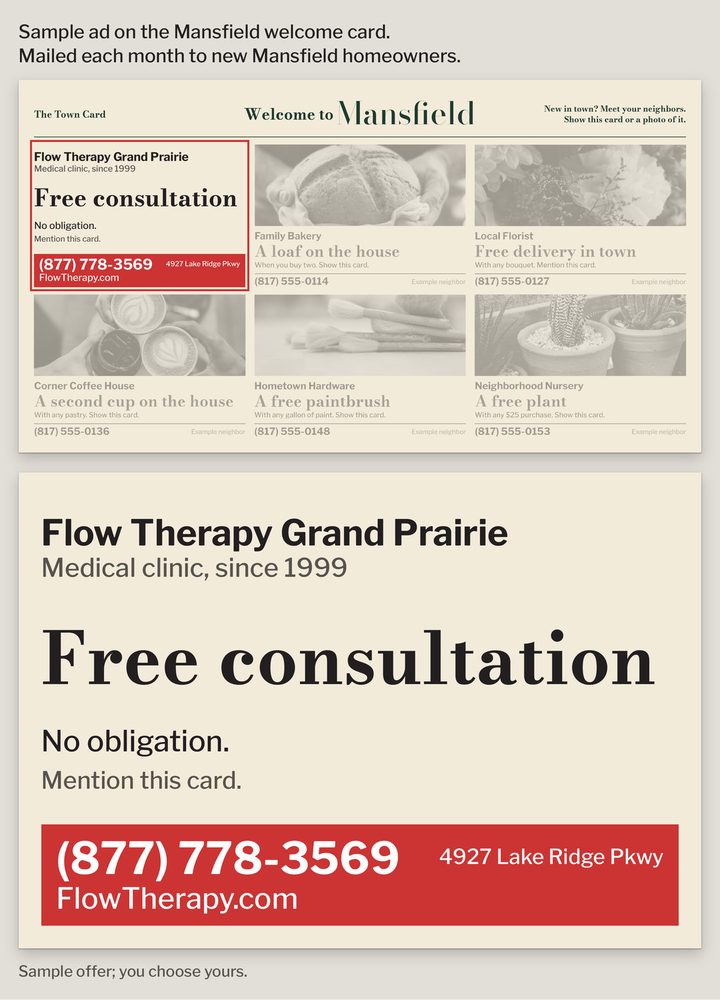 Sample ad on the Mansfield welcome card.
Mailed each month to new Mansfield homeowners.
The Town Card
Welcome to Mansfield
New in town? Meet your neighbors.
Show this card or a photo of it.
Flow Therapy Grand Prairie
Medical clinic, since 1999
Free consultation
No obligation.
Mention this card.
(877) 778-3569 4927 Lake Ridge Pkwy
FlowTherapy.com
Family Bakery
A loaf on the house
When you buy two. Show this card.
(817) 555-0114 Example neighbor
Local Florist
Free delivery in town
With any bouquet. Mention this card.
(817) 555-0127 Example neighbor
Corner Coffee House
A second cup on the house
With any pastry. Show this card.
(817) 555-0136 Example neighbor
Hometown Hardware
A free paintbrush
With any gallon of paint. Show this card.
(817) 555-0148 Example neighbor
Neighborhood Nursery
A free plant
With any $25 purchase. Show this card.
(817) 555-0153 Example neighbor
Flow Therapy Grand Prairie
Medical clinic, since 1999
Free consultation
No obligation.
Mention this card.
(877) 778-3569 4927 Lake Ridge Pkwy
FlowTherapy.com
Sample offer; you choose yours.